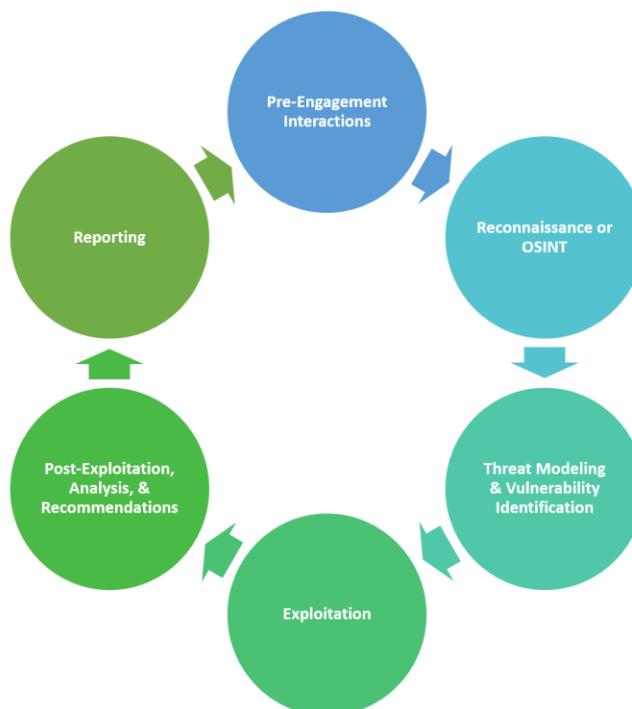 Pre-Engagement
Interactions
Reconnaissance or
OSINT
Threat Modeling
& Vulnerability
Identification
Exploitation
Post-Exploitation,
Analysis, &
Recommendations
Reporting